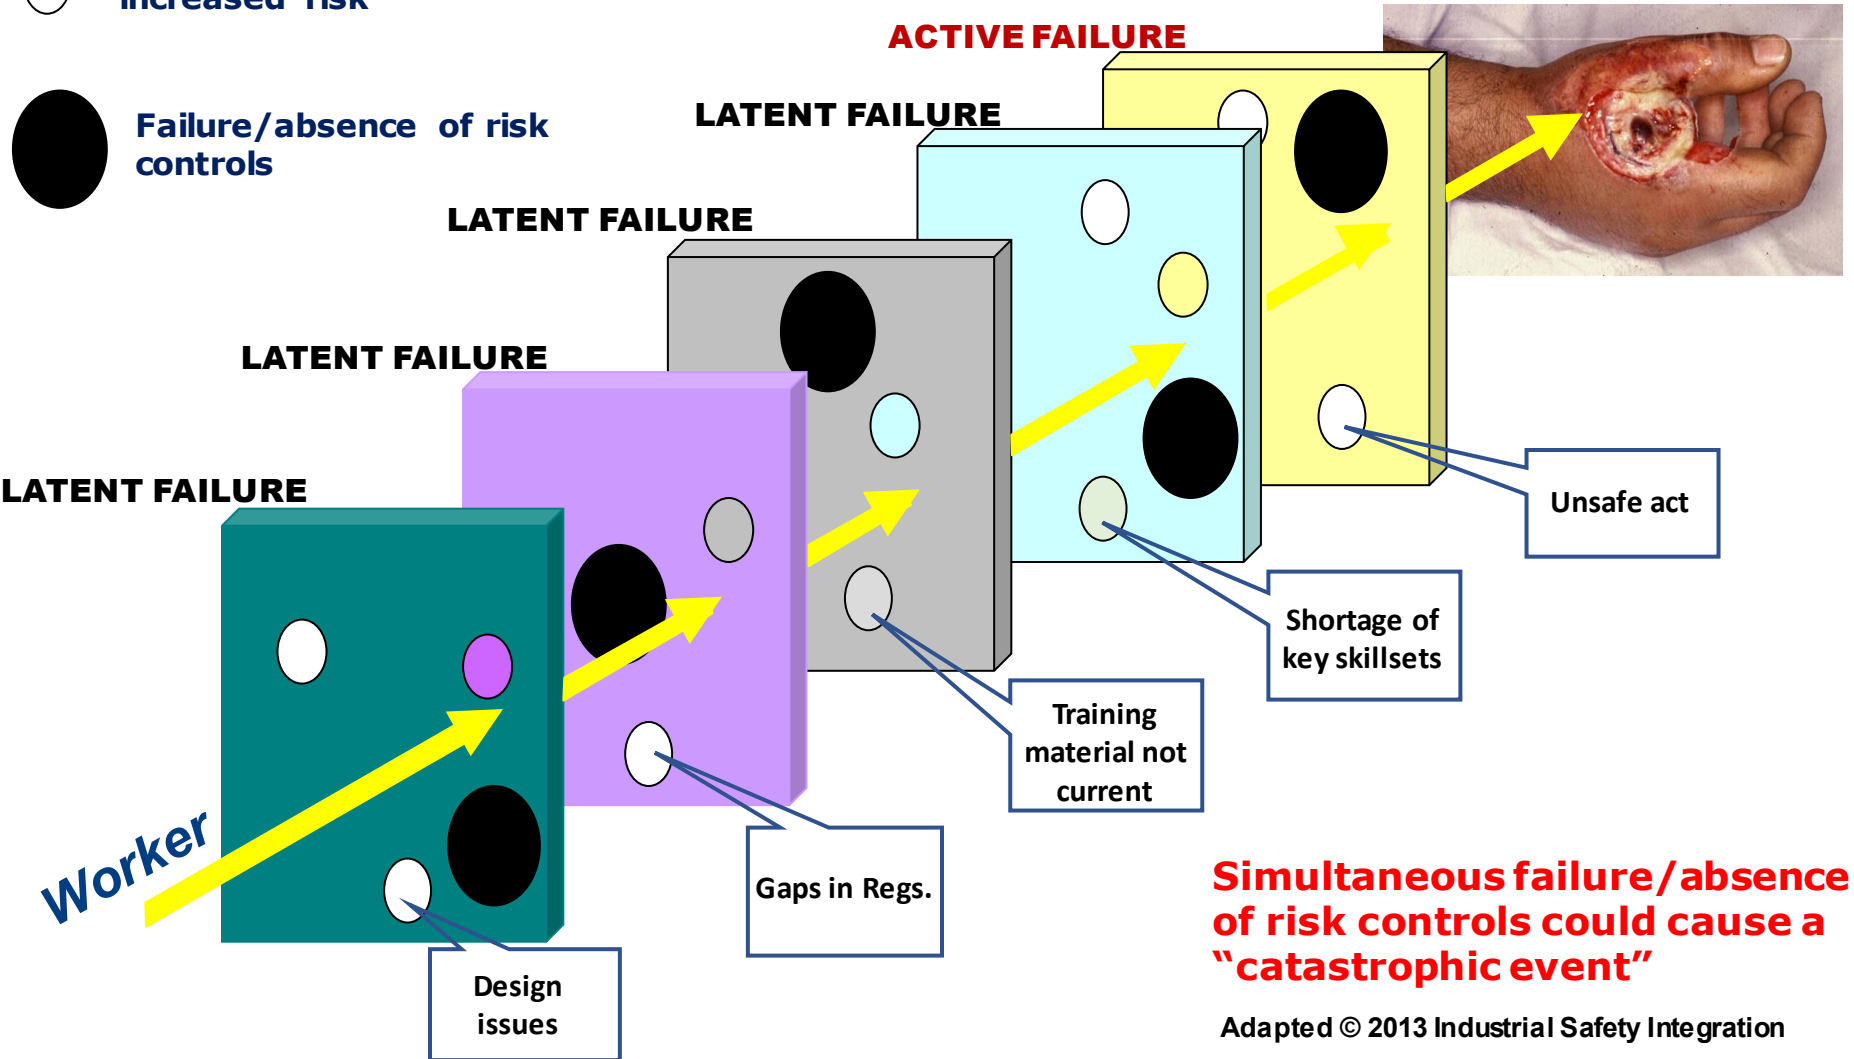 increased risk
ACTIVE FAILURE
LATENT FAILURE
Failure/absence of risk
controls
LATENT FAILURE
LATENT FAILURE
LATENT FAILURE
Unsafe act
Shortage of
key skillsets
Training
material not
current
Worker
Gaps in Regs.
Design
issues
Simultaneous failure/absence
of risk controls could cause a
“catastrophic event”
Adapted © 2013 Industrial Safety Integration